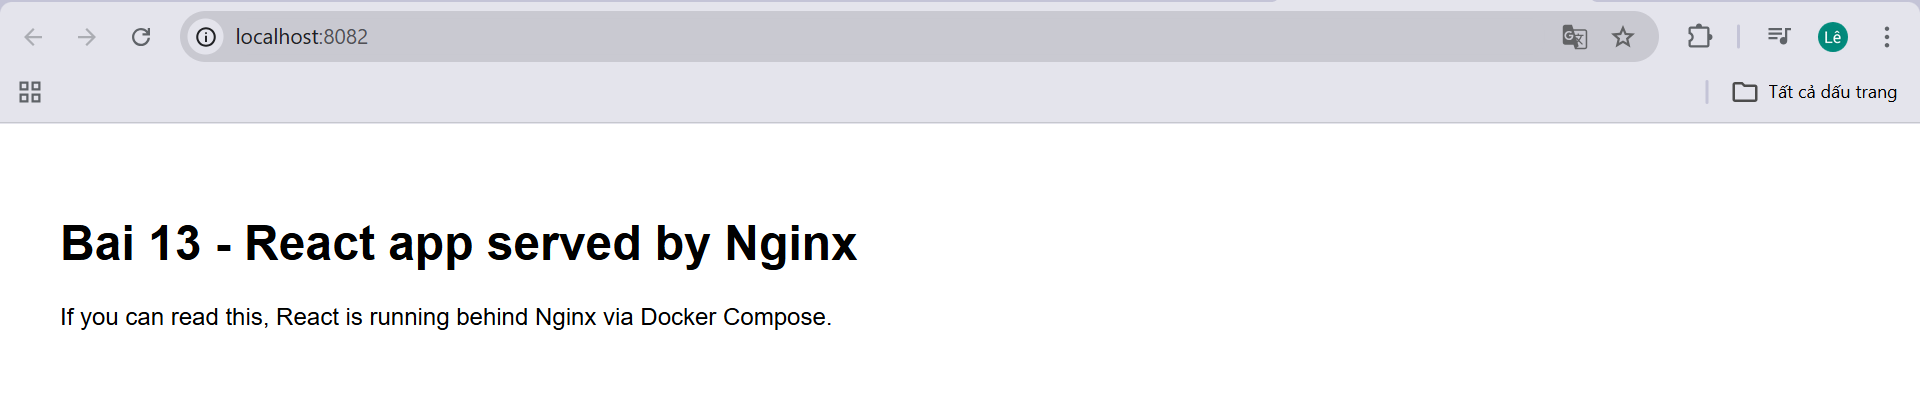 localhost:8082
Lê
Tất cả dấu trang
Bai 13 - React app served by Nginx
If you can read this, React is running behind Nginx via Docker Compose.